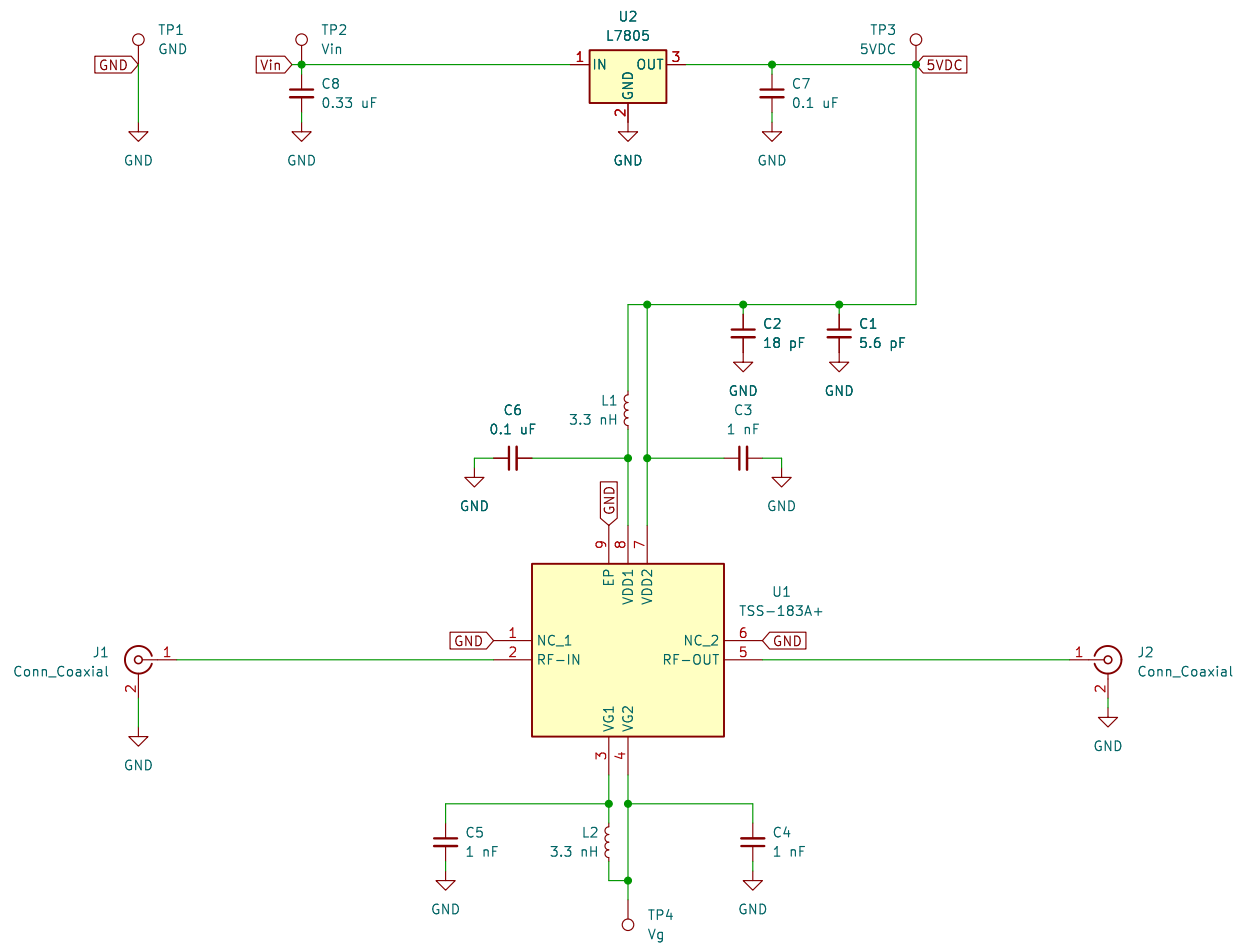 TP1
GND
GND
GND
TP2
Vin
Vin
C8
0.33 uF
GND
U2
L7805
1
IN
OUT
3
GND
2
GND
C7
0.1 uF
GND
TP3
5VDC
5VDC
C2
18 pF
GND
C1
5.6 pF
GND
L1
3.3 nH
C6
0.1 uF
GND
C3
1 nF
GND
GND
9
8
7
EP
VDD1
VDD2
U1
TSS-183A+
GND
1
NC_1
2
RF-IN
NC_2
6
GND
RF-OUT
5
J1
Conn_Coaxial
1
2
GND
J2
Conn_Coaxial
1
2
GND
VG1
VG2
3
4
C5
1 nF
GND
L2
3.3 nH
C4
1 nF
GND
TP4
Vg